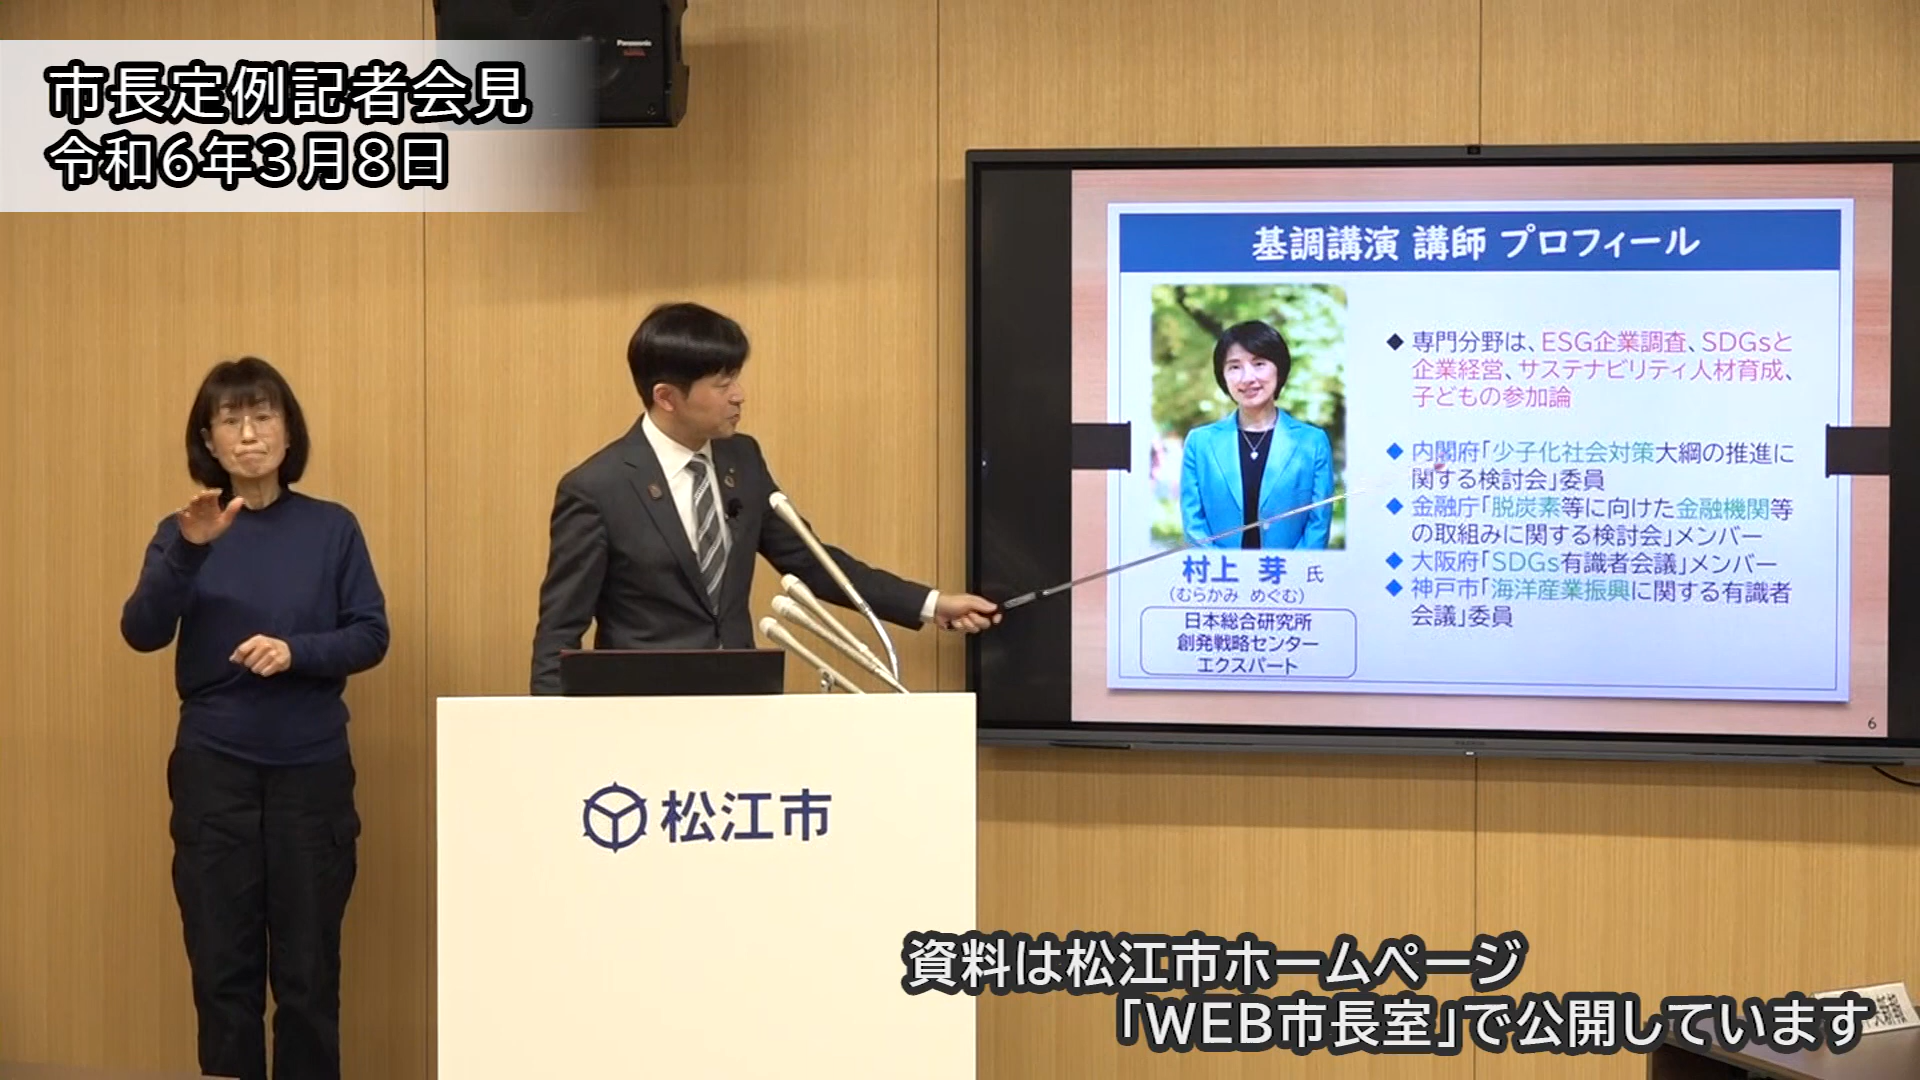 Panasonic
市長定例記者会見
令和6年3月8日
基調講演 講師 プロフィール
◆ 専門分野は、ESG企業調査、SDGsと
企業経営、サステナビリティ人材育成、
子どもの参加論
◆ 内閣府「少子化社会対策大綱の推進に
関する検討会」委員
◆ 金融庁「脱炭素等に向けた金融機関等
の取組みに関する検討会」メンバー
◆ 大阪府「SDGs有識者会議」メンバー
◆ 神戸市「海洋産業振興に関する有識者
会議」委員
村上 芽 氏
(むらかみ めぐむ)
日本総合研究所
創発戦略センター
エクスパート
6
松江市
資料は松江市ホームページ
「WEB市長室」で公開しています